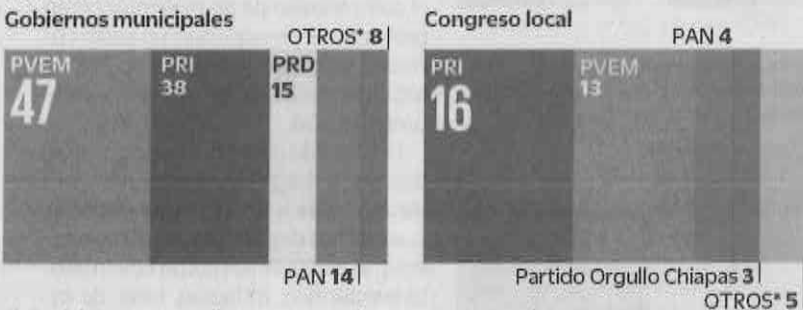 Gobiernos municipales
OTROS* 8
PVEM
47
PRI
38
PRD
15
PAN 14
Congreso local
PAN 4
PRI
16
PVEM
13
Partido Orgullo Chiapas 3
OTROS* 5